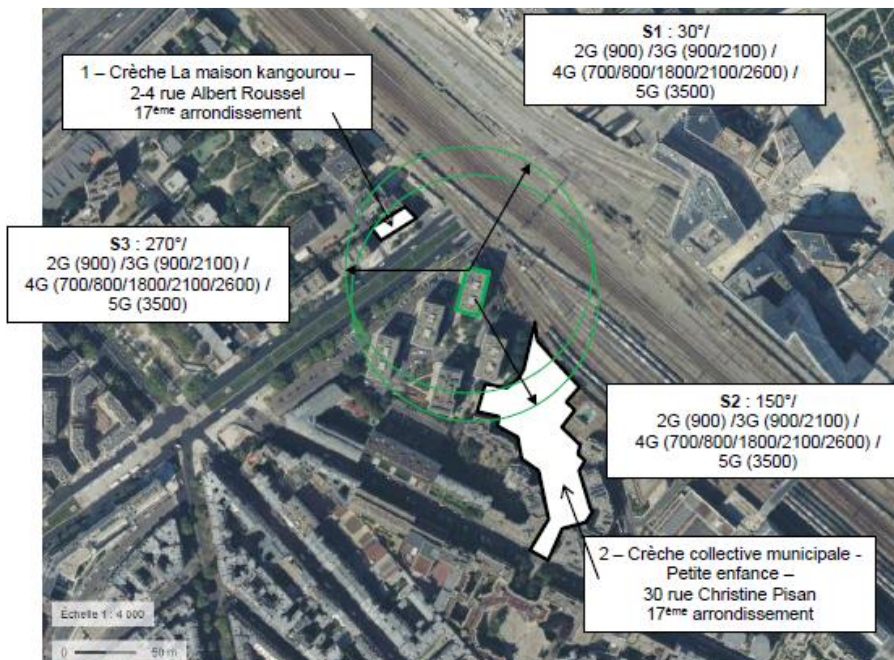 S1 : 30°/
2G (900) /3G (900/2100) /
4G (700/800/1800/2100/2600) /
5G (3500)
1 – Crèche La maison kangourou –
2-4 rue Albert Roussel
17ème arrondissement
S3 : 270°/
2G (900) /3G (900/2100) /
4G (700/800/1800/2100/2600) /
5G (3500)
S2 : 150°/
2G (900) /3G (900/2100) /
4G (700/800/1800/2100/2600) /
5G (3500)
2 – Crèche collective municipale -
Petite enfance –
30 rue Christine Pisan
17ème arrondissement
Échelle 1 : 4 000
0 50 m